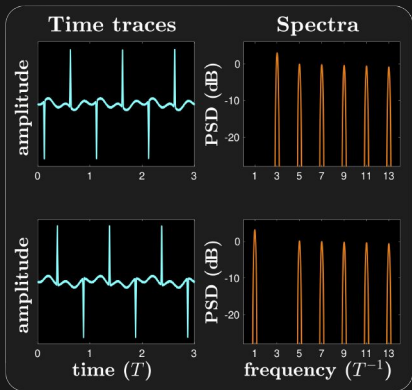 Time traces
Spectra
amplitude
PSD (dB)
0
-10
-20
0 1 2 3
1 3 5 7 9 11 13
amplitude
PSD (dB)
0
-10
-20
0 1 2 3
1 3 5 7 9 11 13
time (T)
frequency (T⁻¹)